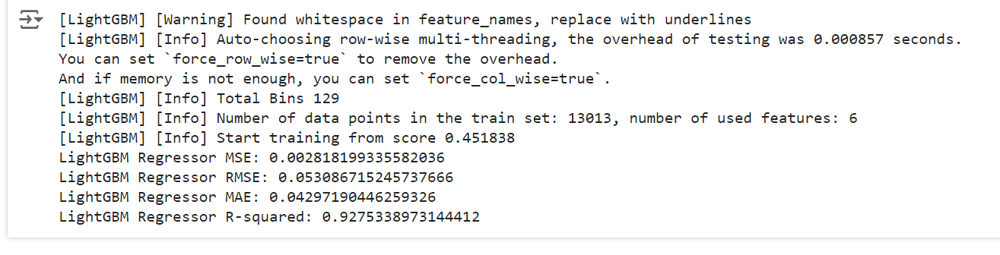 [LightGBM] [Warning] Found whitespace in feature_names, replace with underlines
[LightGBM] [Info] Auto-choosing row-wise multi-threading, the overhead of testing was 0.000857 seconds.
You can set `force_row_wise=true` to remove the overhead.
And if memory is not enough, you can set `force_col_wise=true`.
[LightGBM] [Info] Total Bins 129
[LightGBM] [Info] Number of data points in the train set: 13013, number of used features: 6
[LightGBM] [Info] Start training from score 0.451838
LightGBM Regressor MSE: 0.002818199335582036
LightGBM Regressor RMSE: 0.053086715245737666
LightGBM Regressor MAE: 0.04297190446259326
LightGBM Regressor R-squared: 0.9275338973144412